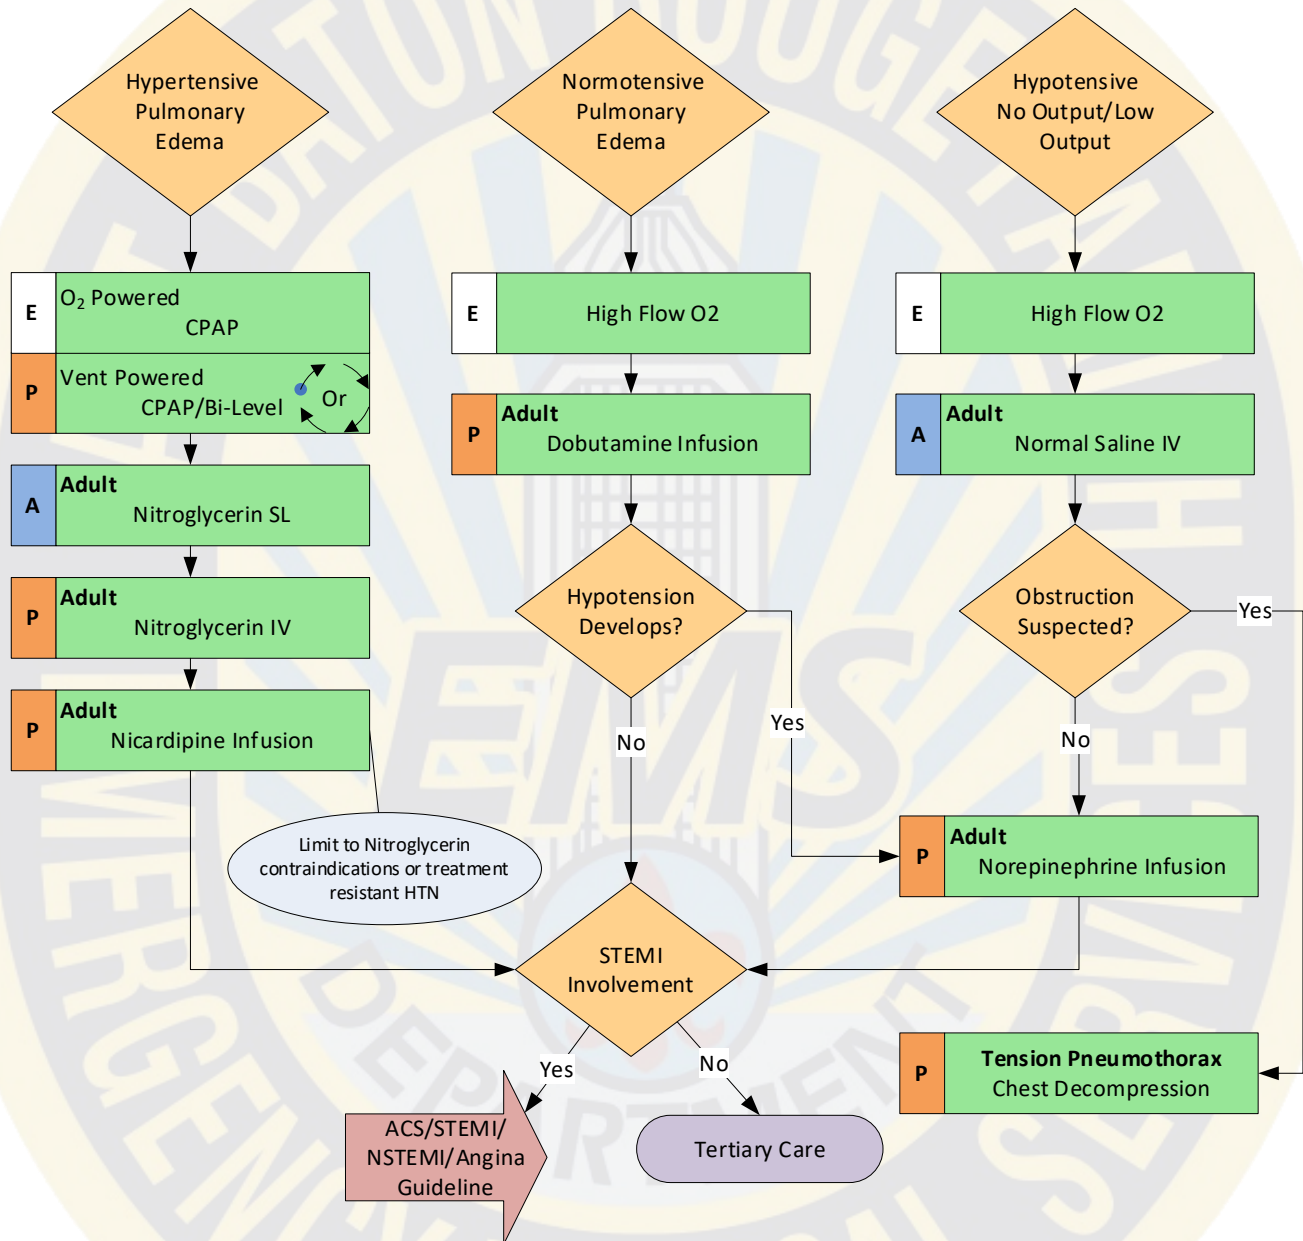 Hypertensive
Pulmonary
Edema
Normotensive
Pulmonary
Edema
Hypotensive
No Output/Low
Output
E
O₂ Powered
CPAP
P
Vent Powered
CPAP/Bi-Level
Or
A
Adult
Nitroglycerin SL
P
Adult
Nitroglycerin IV
P
Adult
Nicardipine Infusion
Limit to Nitroglycerin
contraindications or treatment
resistant HTN
E
High Flow O2
P
Adult
Dobutamine Infusion
Hypotension
Develops?
Yes
No
E
High Flow O2
A
Adult
Normal Saline IV
Obstruction
Suspected?
Yes
No
P
Adult
Norepinephrine Infusion
P
Tension Pneumothorax
Chest Decompression
STEMI
Involvement
Yes
No
ACS/STEMI/
NSTEMI/Angina
Guideline
Tertiary Care
EMS
DEPARTMENT